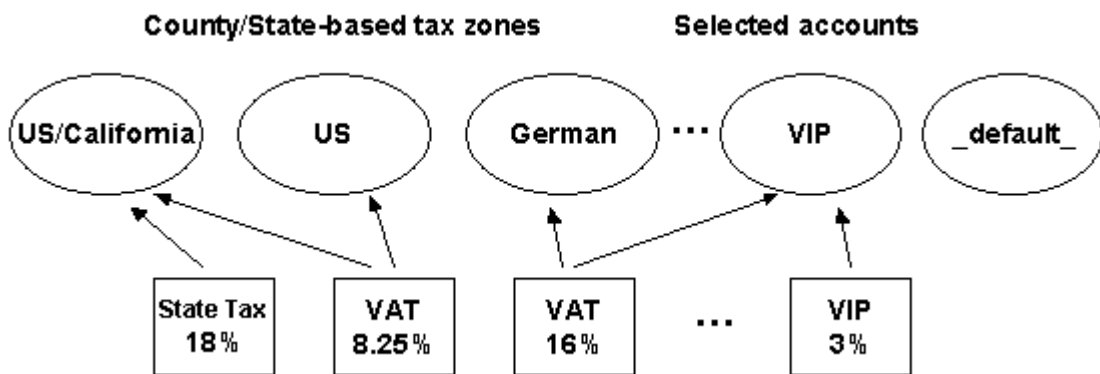 County/State-based tax zones
Selected accounts
US/California
US
German
...
VIP
_default_
State Tax
18%
VAT
8.25%
VAT
16%
...
VIP
3%